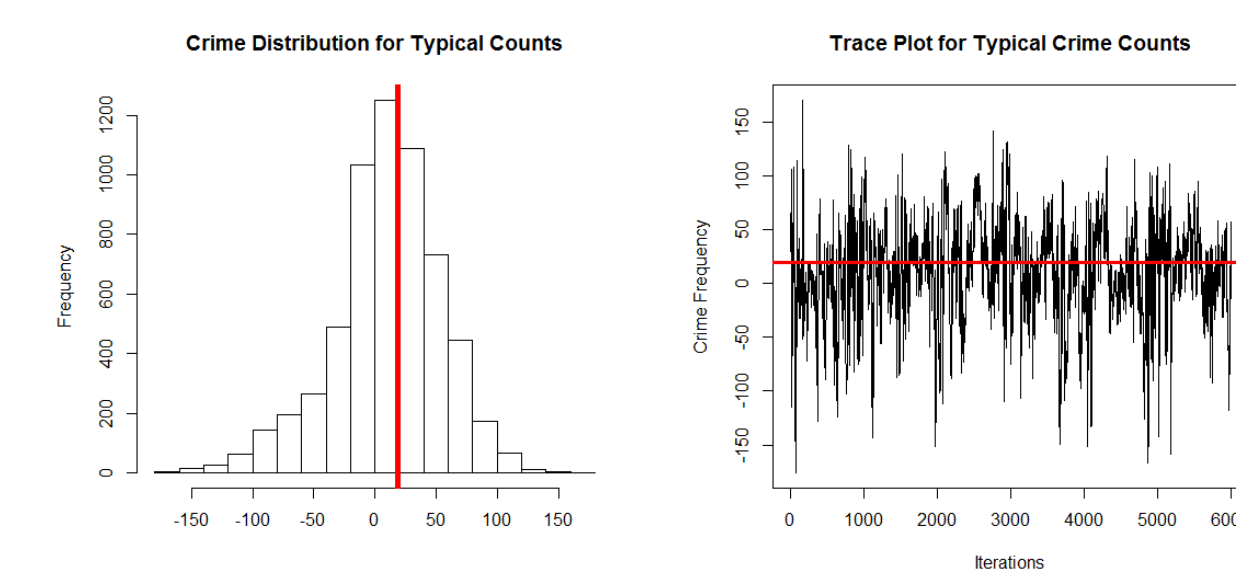 Crime Distribution for Typical Counts
Frequency
0 200 400 600 800 1000 1200
-150 -100 -50 0 50 100 150
Trace Plot for Typical Crime Counts
Crime Frequency
-150 -100 -50 0 50 100 150
0 1000 2000 3000 4000 5000 600
Iterations